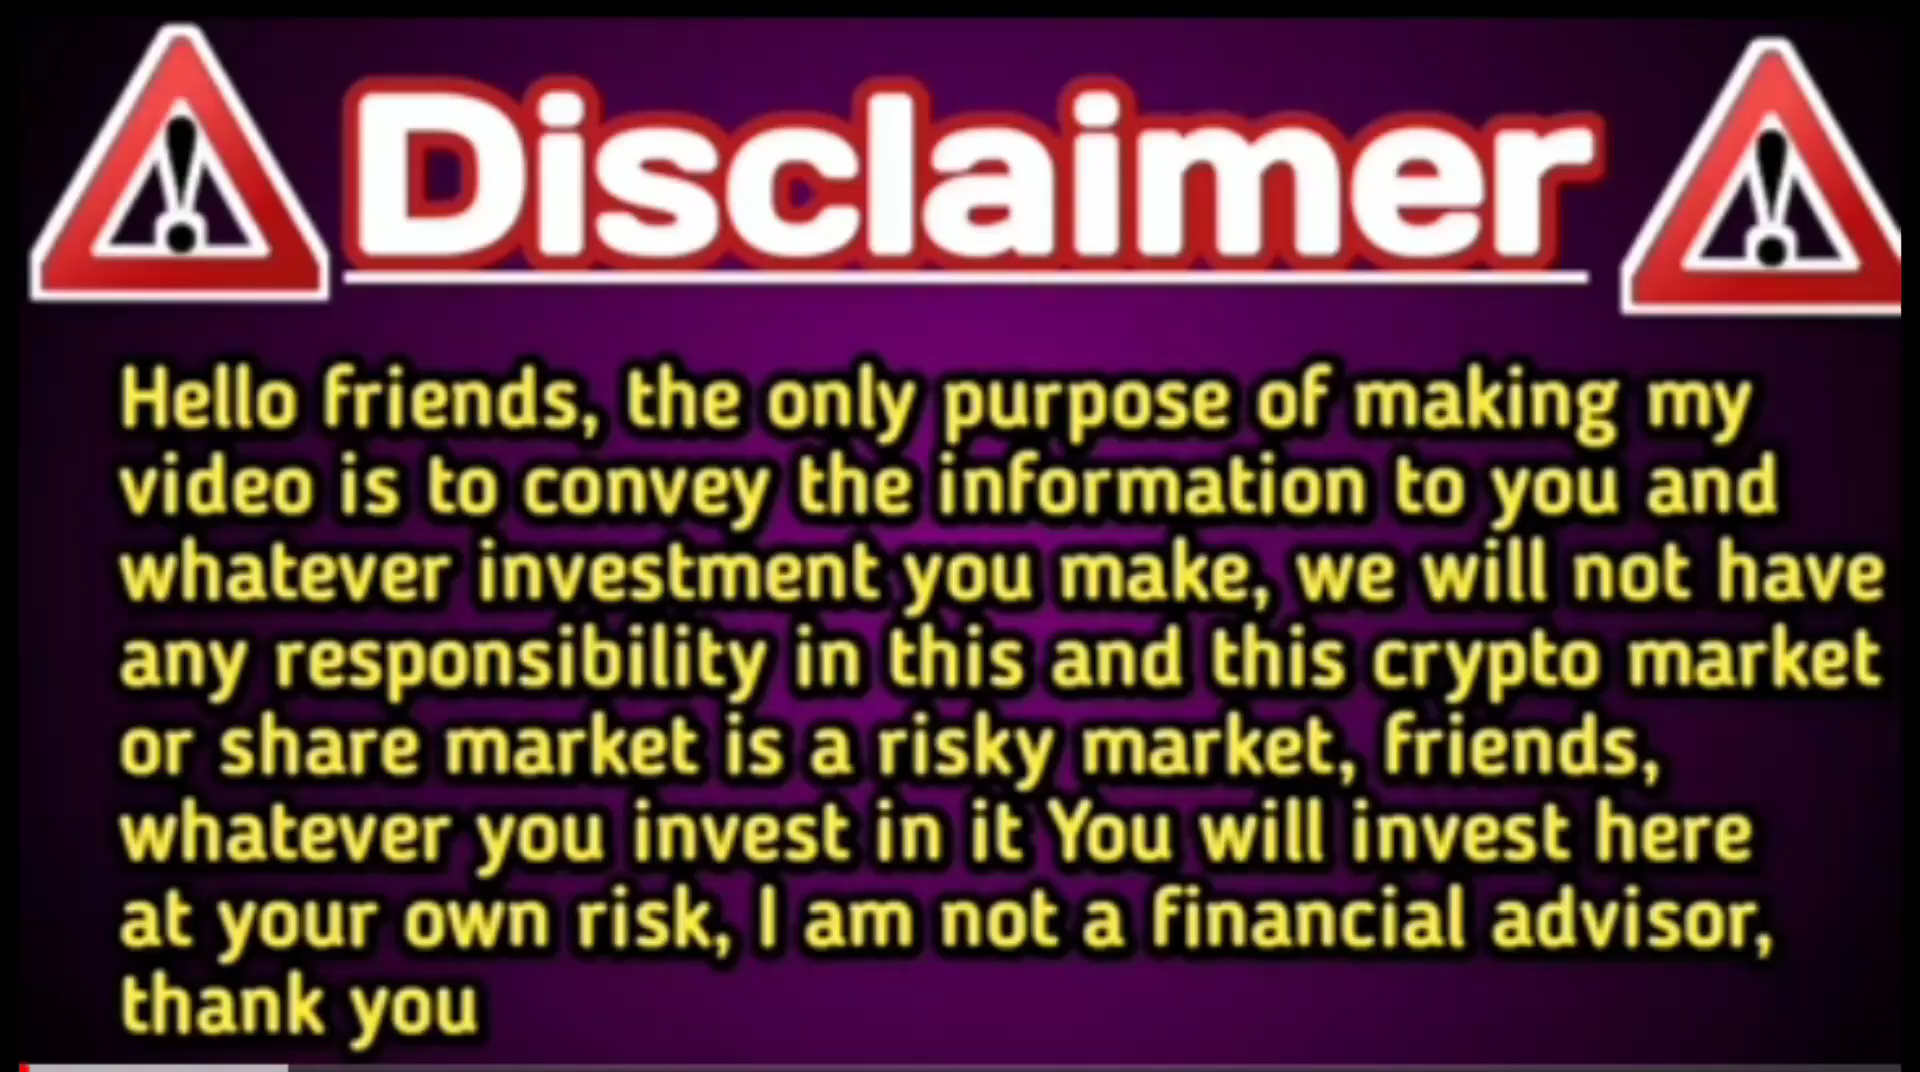 Disclaimer
Hello friends, the only purpose of making my
video is to convey the information to you and
whatever investment you make, we will not have
any responsibility in this and this crypto market
or share market is a risky market, friends,
whatever you invest in it You will invest here
at your own risk, I am not a financial advisor,
thank you